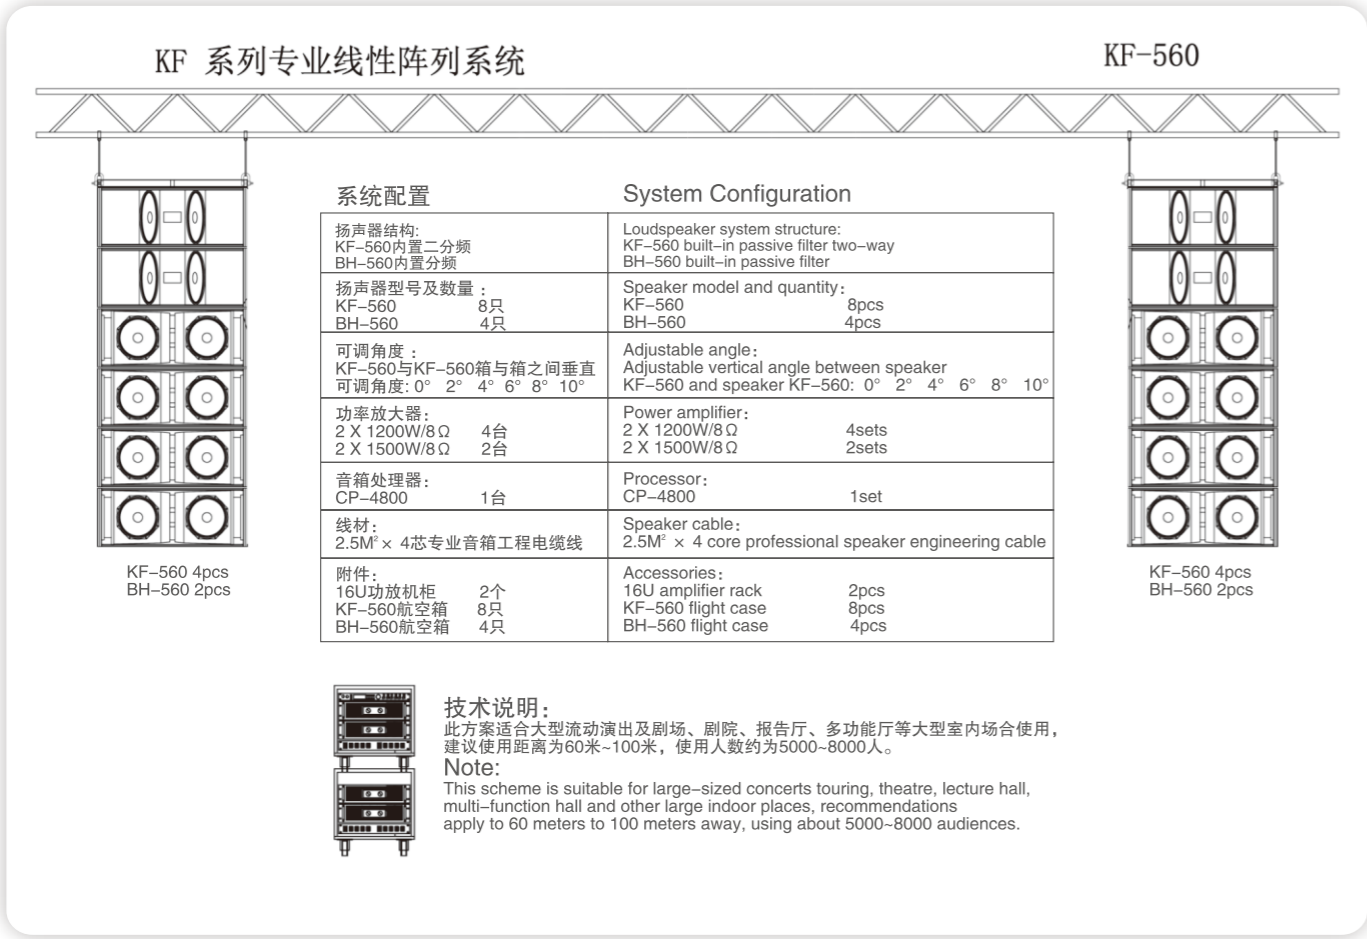 KF 系列专业线性阵列系统
KF-560
系统配置
System Configuration
扬声器结构:
KF-560内置二分频
BH-560内置分频
Loudspeaker system structure:
KF-560 built-in passive filter two-way
BH-560 built-in passive filter
扬声器型号及数量：
KF-560 8只
BH-560 4只
Speaker model and quantity:
KF-560 8pcs
BH-560 4pcs
可调角度：
KF-560与KF-560箱与箱之间垂直
可调角度: 0° 2° 4° 6° 8° 10°
Adjustable angle:
Adjustable vertical angle between speaker
KF-560 and speaker KF-560: 0° 2° 4° 6° 8° 10°
功率放大器:
2 X 1200W/8Ω 4台
2 X 1500W/8Ω 2台
Power amplifier:
2 X 1200W/8Ω 4sets
2 X 1500W/8Ω 2sets
音箱处理器:
CP-4800 1台
Processor:
CP-4800 1set
线材:
2.5M² × 4芯专业音箱工程电缆线
Speaker cable:
2.5M² × 4 core professional speaker engineering cable
附件:
16U功放机柜 2个
KF-560航空箱 8只
BH-560航空箱 4只
Accessories:
16U amplifier rack 2pcs
KF-560 flight case 8pcs
BH-560 flight case 4pcs
KF-560 4pcs
BH-560 2pcs
KF-560 4pcs
BH-560 2pcs
技术说明:
此方案适合大型流动演出及剧场、剧院、报告厅、多功能厅等大型室内场合使用，
建议使用距离为60米~100米，使用人数约为5000~8000人。
Note:
This scheme is suitable for large-sized concerts touring, theatre, lecture hall,
multi-function hall and other large indoor places, recommendations
apply to 60 meters to 100 meters away, using about 5000~8000 audiences.